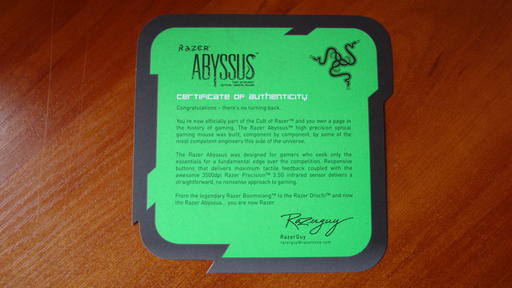 RAZER
ABYSSUS™
CERTIFICATE OF AUTHENTICITY
Congratulations – there's no turning back.
You're now officially part of the Cult of Razer™ and you own a page
in the history of gaming. The Razer Abyssus™ high precision optical
gaming mouse was built, component by component, by some of the
most competent engineers this side of the universe.
The Razer Abyssus was designed for gamers who seek only the
essentials for a fundamental edge over the competition. Responsive
buttons that delivers maximum tactile feedback coupled with the
awesome 3500dpi Razer Precision™ 3.5G infrared sensor delivers a
straightforward, no nonsense approach to gaming.
From the legendary Razer Boomslang™ to the Razer Orochi™ and now
the Razer Abyssus... you are now Razer.
Razerguy
RazerGuy
razerguy@razerzone.com